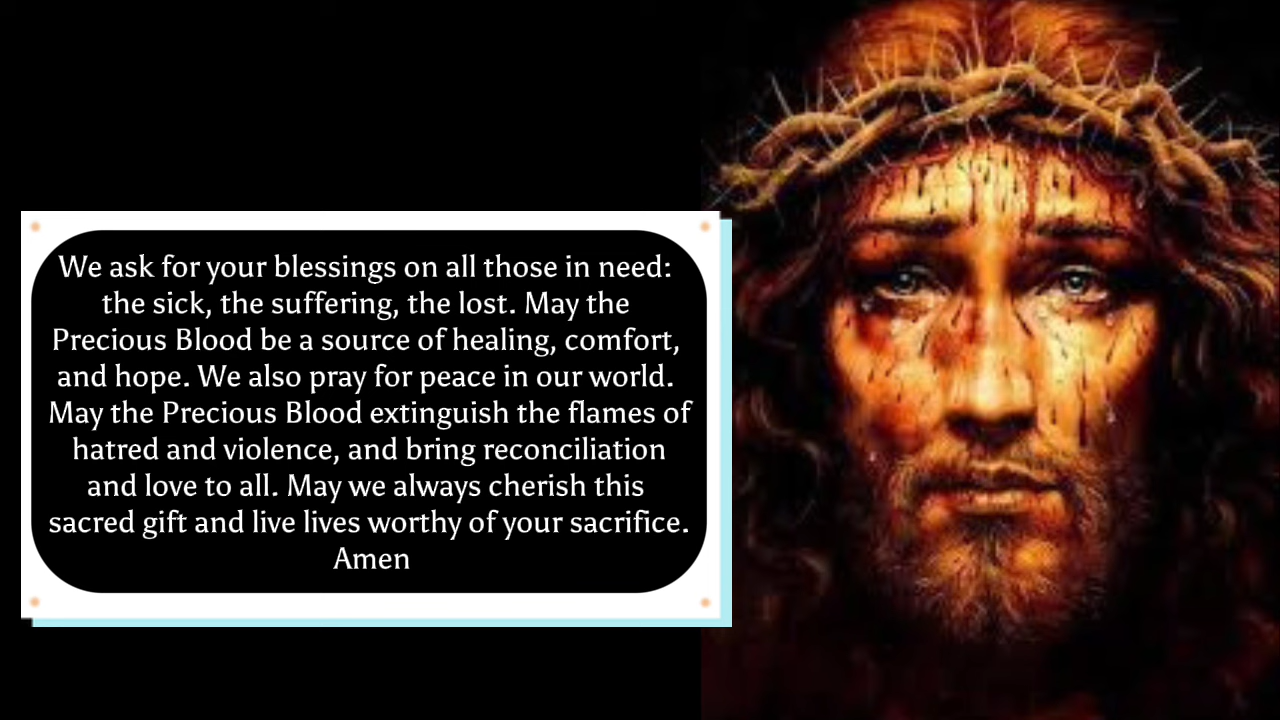 We ask for your blessings on all those in need:
the sick, the suffering, the lost. May the
Precious Blood be a source of healing, comfort,
and hope. We also pray for peace in our world.
May the Precious Blood extinguish the flames of
hatred and violence, and bring reconciliation
and love to all. May we always cherish this
sacred gift and live lives worthy of your sacrifice.
Amen